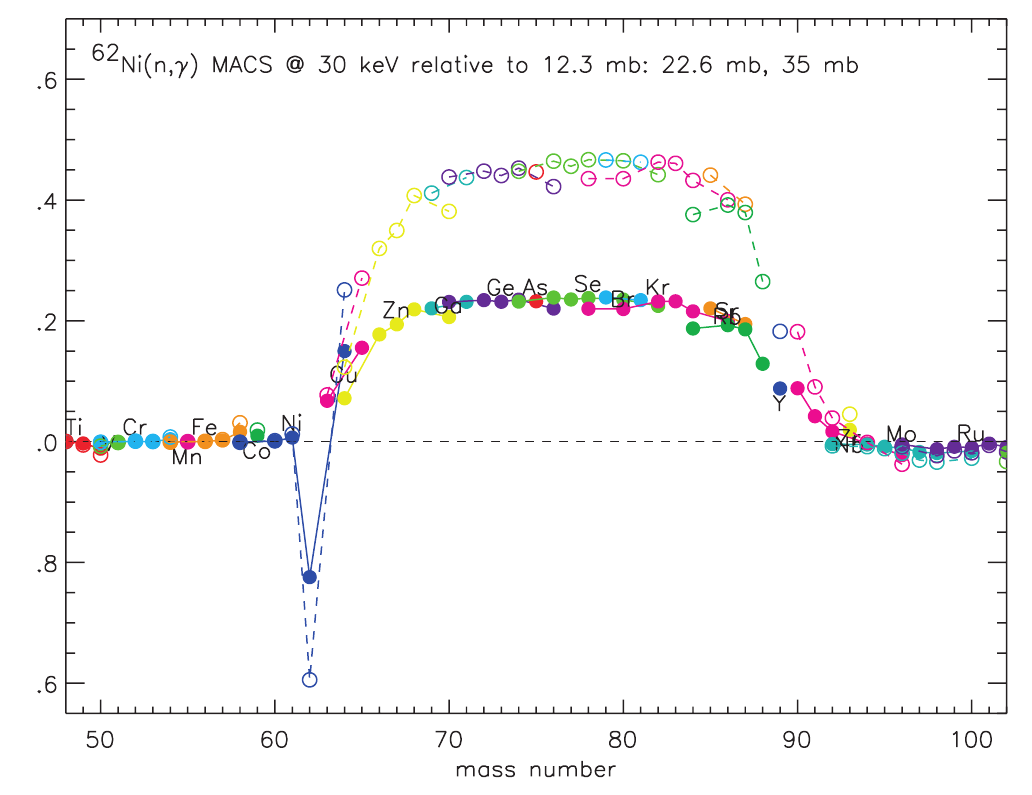 62Ni(n,γ) MACS @ 30 keV relative to 12.3 mb: 22.6 mb, 35 mb
.6
.4
Ge As Se Br Kr
Zn Ga Sr Rb
.2
Cu
Y
Ti V Cr Mn Fe Co Ni Zr Nb Mo Ru
.0
.8
.6
50 60 70 80 90 100
mass number